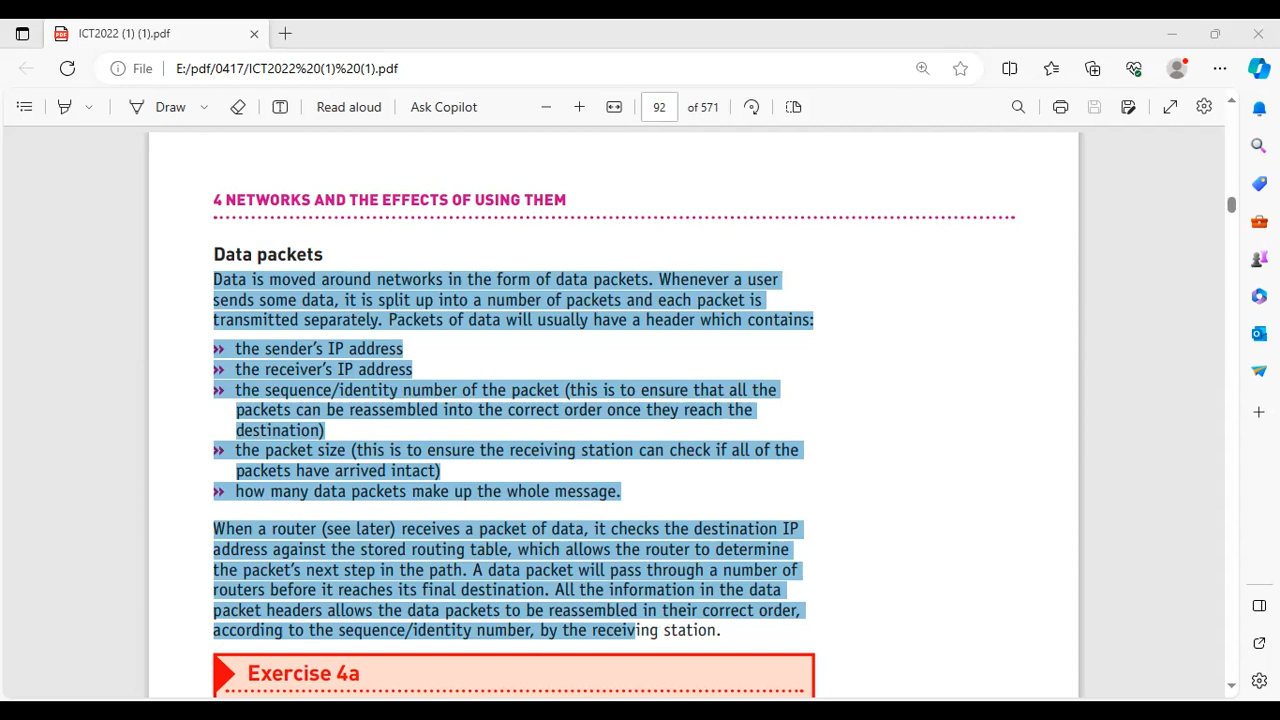 ICT2022 (1) (1).pdf
File E:/pdf/0417/ICT2022%20(1)%20(1).pdf
Draw Read aloud Ask Copilot 92 of 571
4 NETWORKS AND THE EFFECTS OF USING THEM
Data packets
Data is moved around networks in the form of data packets. Whenever a user
sends some data, it is split up into a number of packets and each packet is
transmitted separately. Packets of data will usually have a header which contains:
» the sender's IP address
» the receiver's IP address
» the sequence/identity number of the packet (this is to ensure that all the
packets can be reassembled into the correct order once they reach the
destination)
» the packet size (this is to ensure the receiving station can check if all of the
packets have arrived intact)
» how many data packets make up the whole message.
When a router (see later) receives a packet of data, it checks the destination IP
address against the stored routing table, which allows the router to determine
the packet's next step in the path. A data packet will pass through a number of
routers before it reaches its final destination. All the information in the data
packet headers allows the data packets to be reassembled in their correct order,
according to the sequence/identity number, by the receiving station.
Exercise 4a